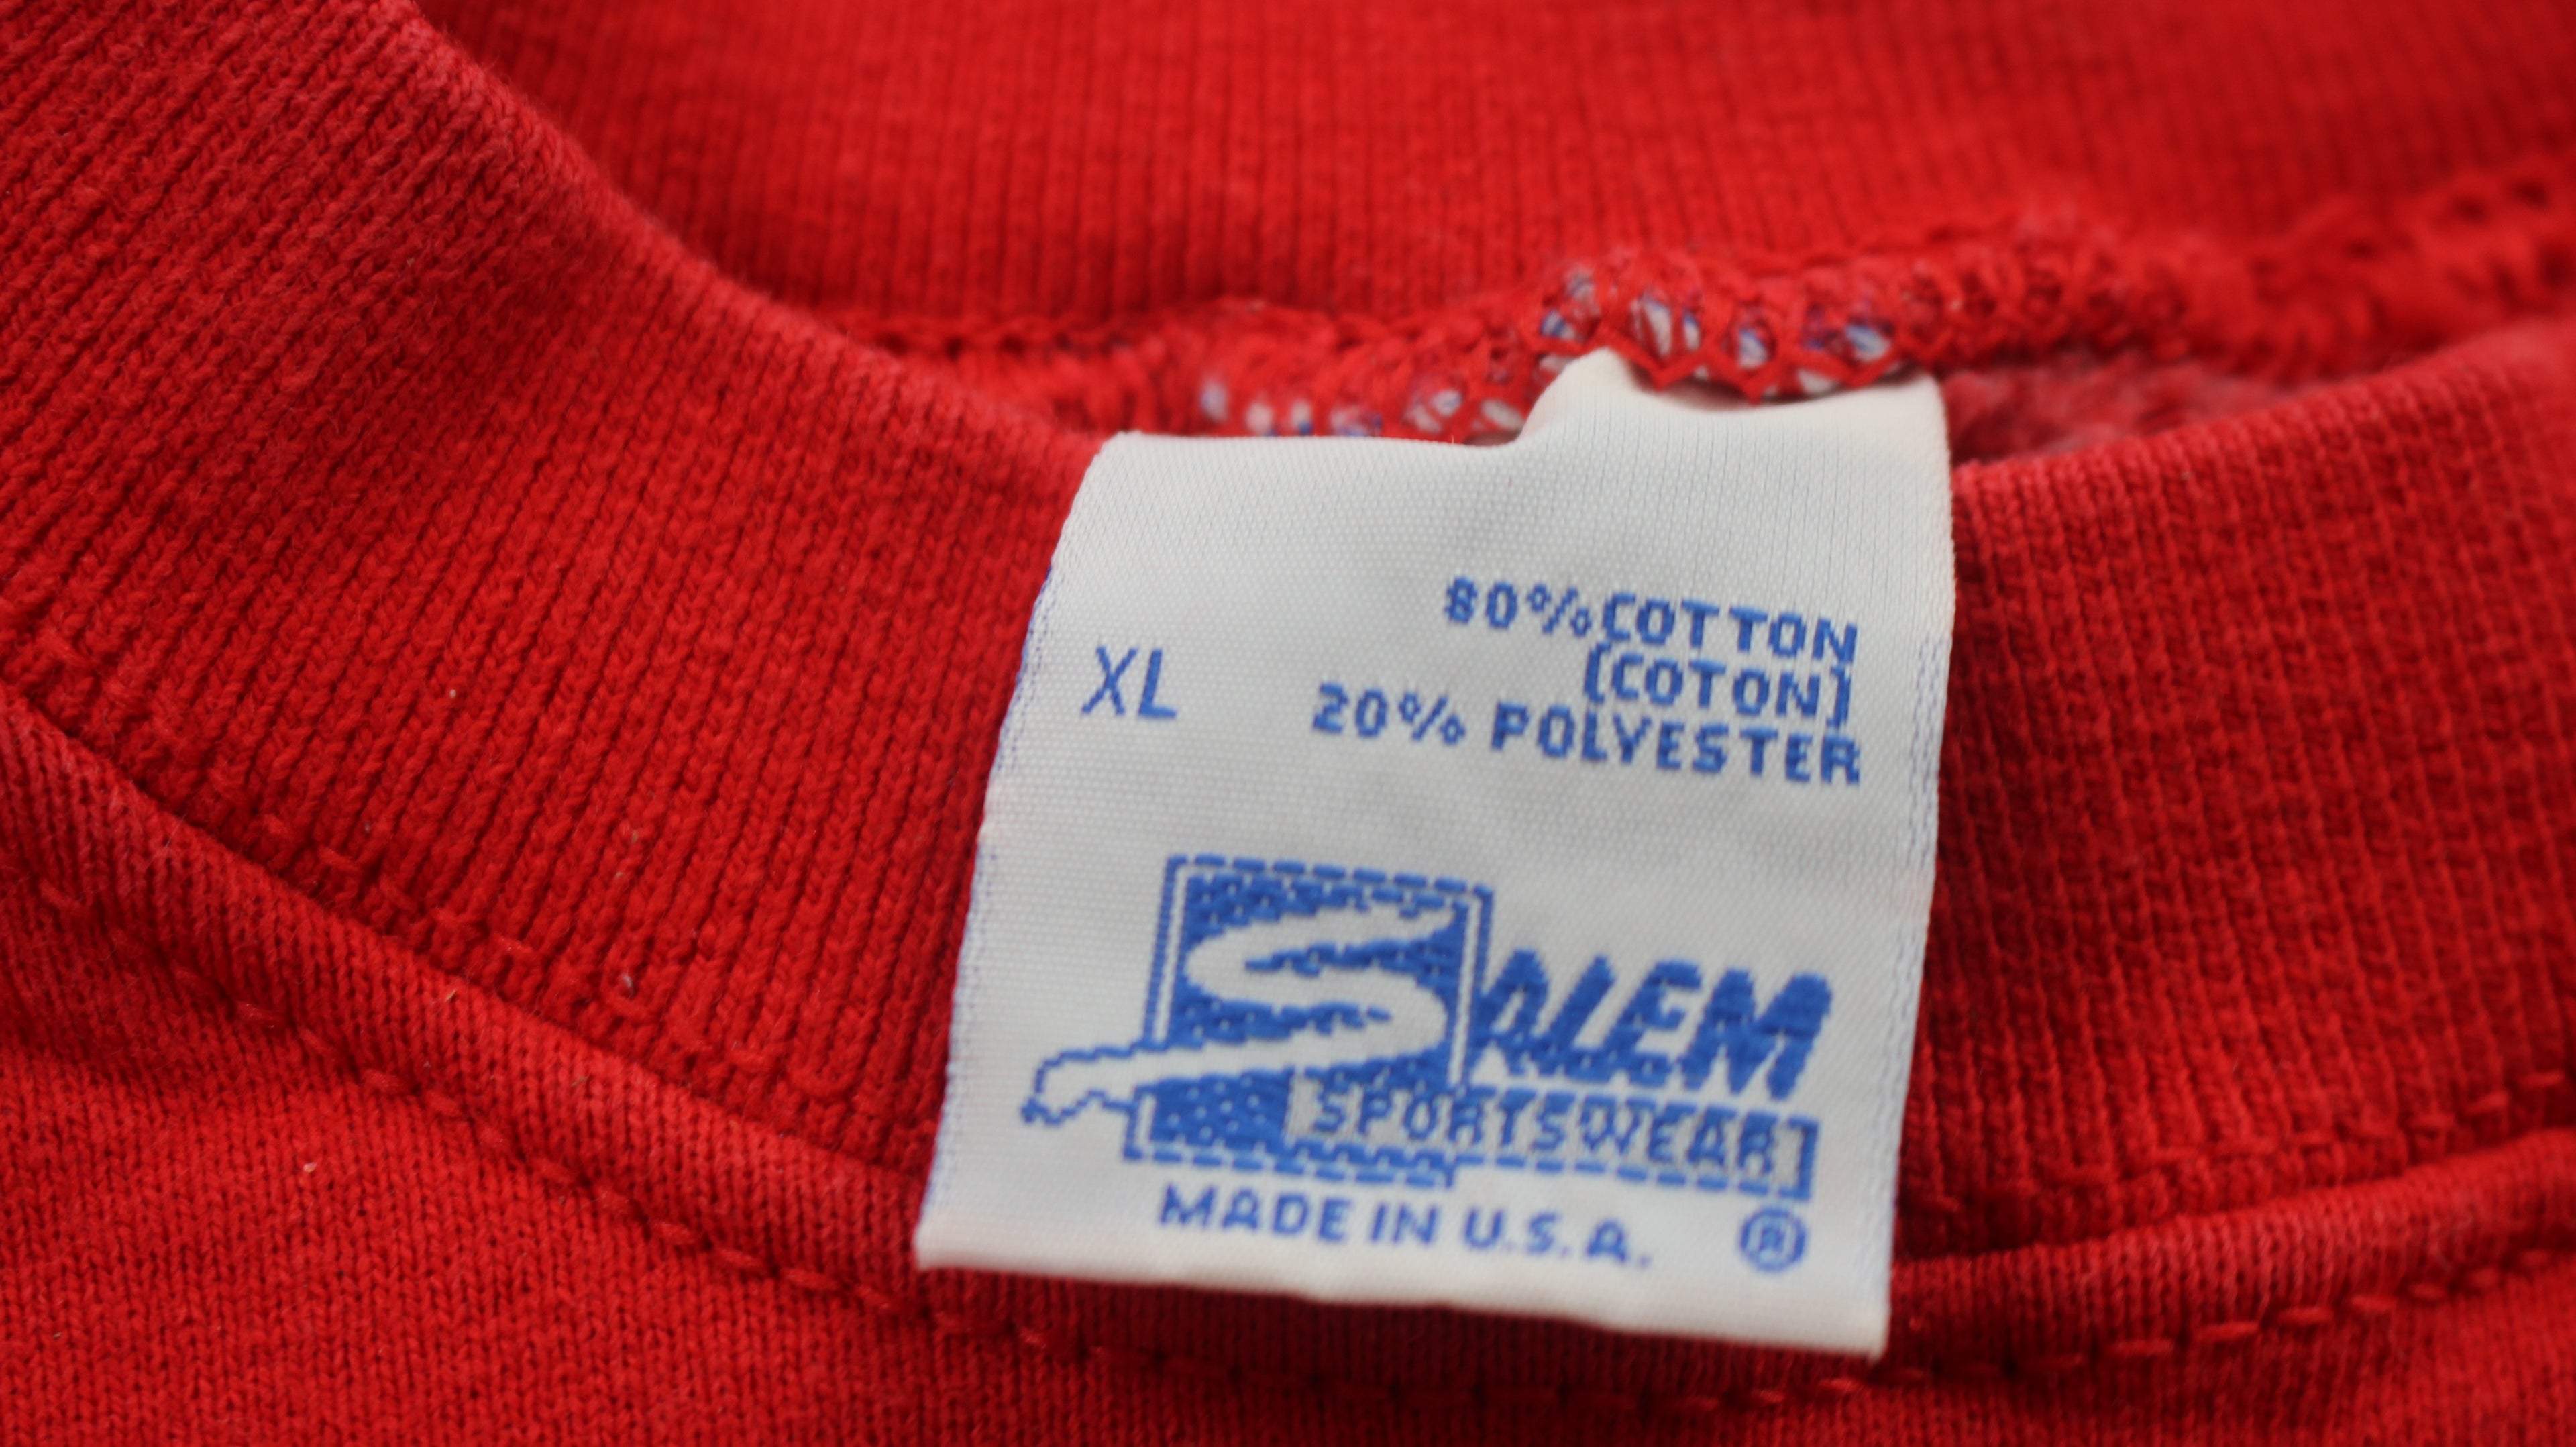 80% COTTON
XL
[COTON]
20% POLYESTER
SALEM
SPORTSWEAR
MADE IN U.S.A. ®